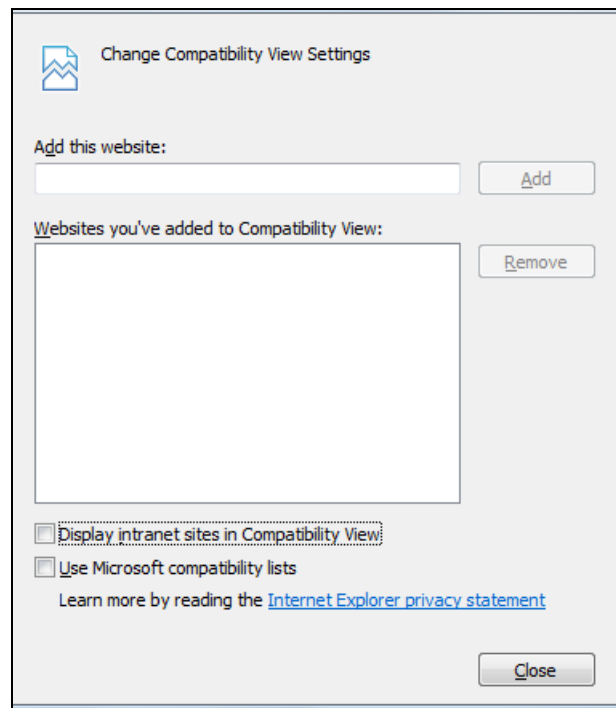 Change Compatibility View Settings
Add this website:
Add
Websites you've added to Compatibility View:
Remove
Display intranet sites in Compatibility View
Use Microsoft compatibility lists
Learn more by reading the Internet Explorer privacy statement
Close